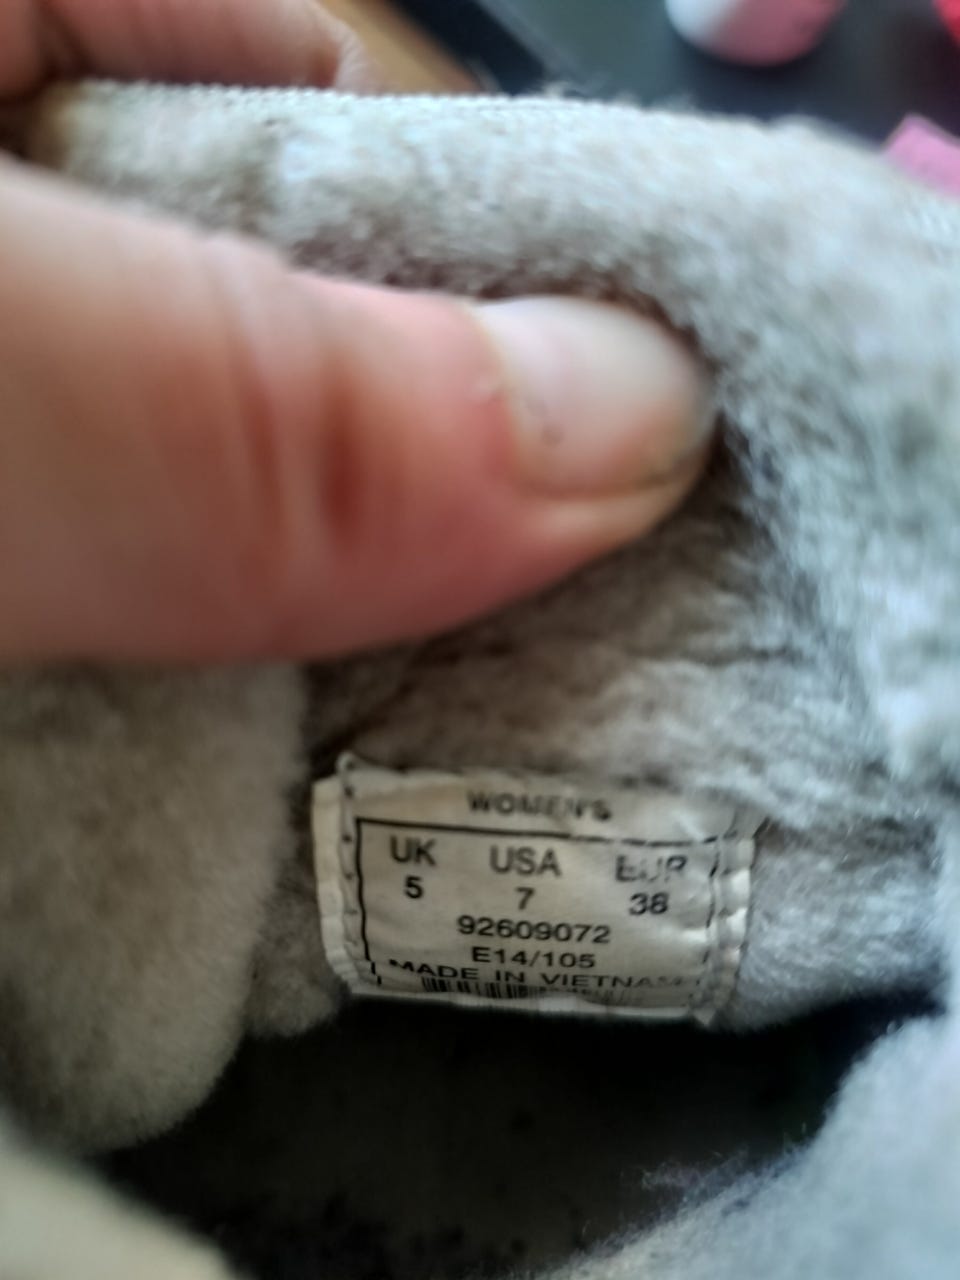 WOMEN'S
UK USA EUR
5 7 38
92609072
E14/105
MADE IN VIETNAM